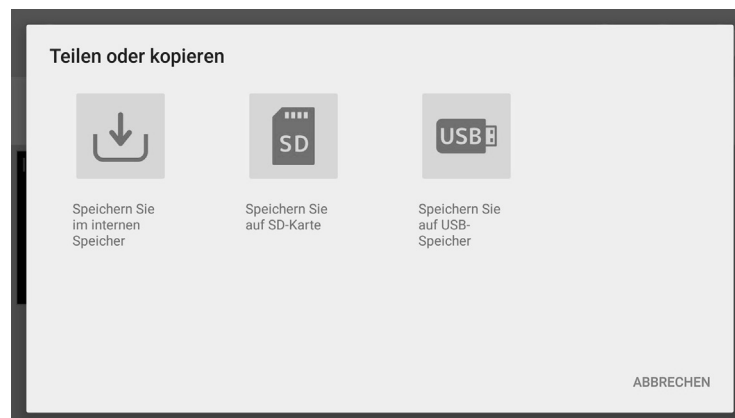 Teilen oder kopieren
SD
USB
Speichern Sie
im internen
Speicher
Speichern Sie
auf SD-Karte
Speichern Sie
auf USB-
Speicher
ABBRECHEN